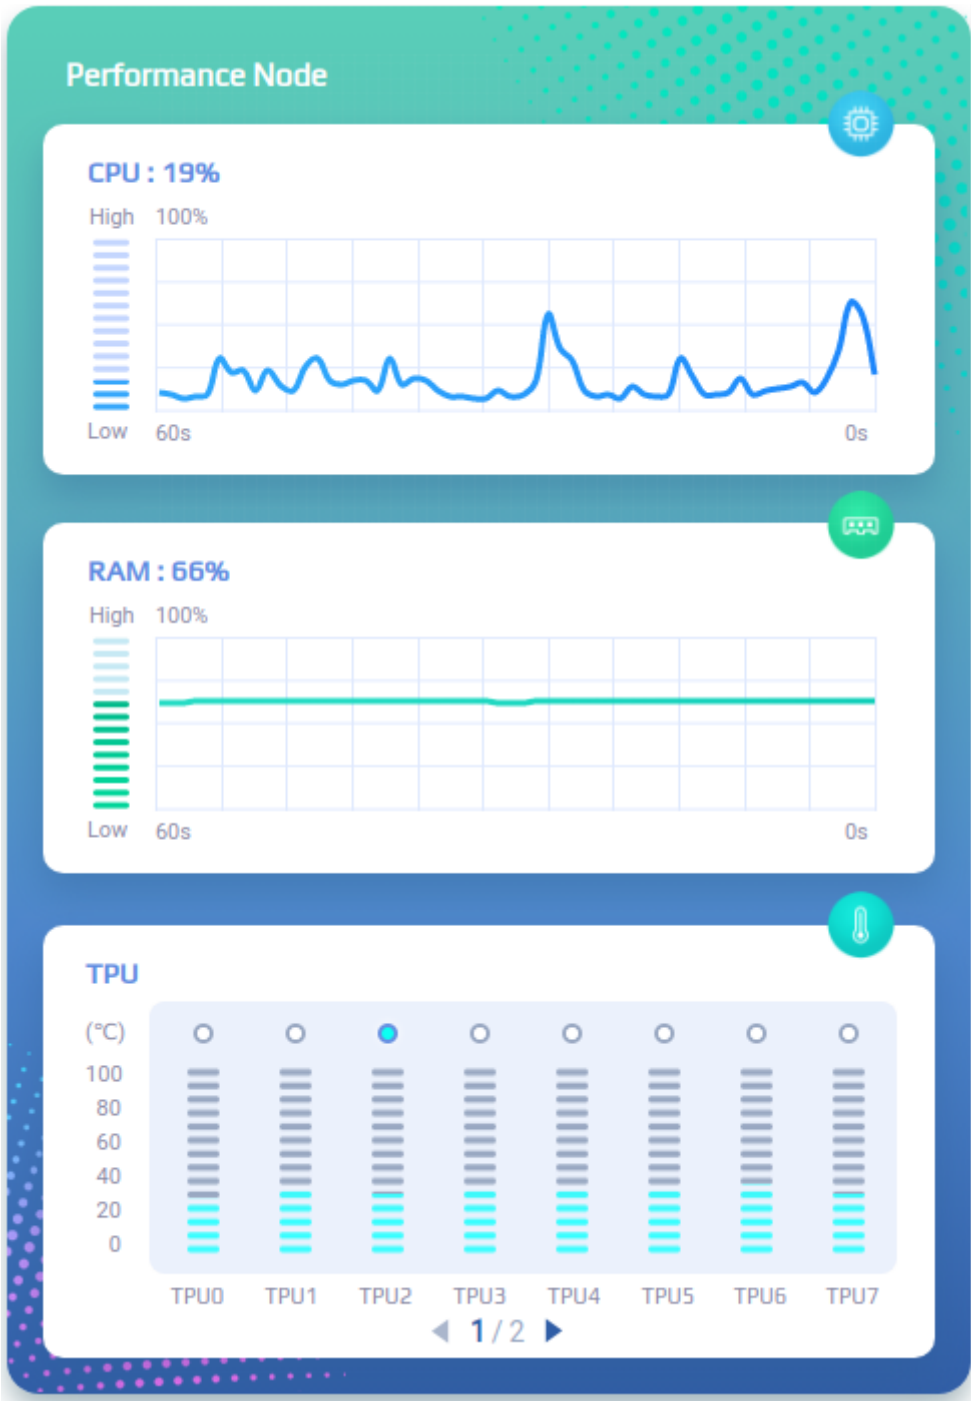 Performance Node
CPU : 19%
High 100%
Low 60s 0s
RAM : 66%
High 100%
Low 60s 0s
TPU
(℃)
100
80
60
40
20
0
TPU0 TPU1 TPU2 TPU3 TPU4 TPU5 TPU6 TPU7
1 / 2